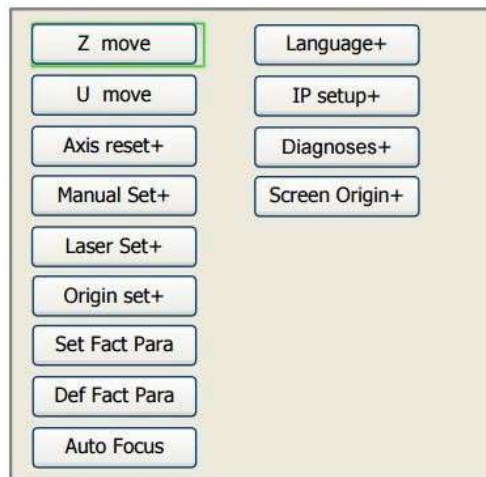 Z move
U move
Axis reset+
Manual Set+
Laser Set+
Origin set+
Set Fact Para
Def Fact Para
Auto Focus
Language+
IP setup+
Diagnoses+
Screen Origin+